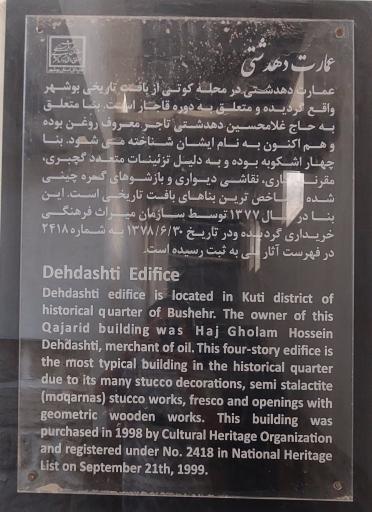 عمارت دهدشتی
عمارت دهدشتی در محله کوتی از بافت تاریخی بوشهر
واقع گردیده و متعلق به دوره قاجار است. بنا متعلق
به حاج غلامحسین دهدشتی تاجر معروف روغن بوده
و هم اکنون به نام ایشان شناخته می شود. بنا
چهار اشکوبه بوده و به دلیل تزئینات متعدد گچبری،
نقاشی دیواری و بازشوهای گره چینی
شده ترین بناهای بافت تاریخی است. این
بنا در ۱۳۷۷ توسط سازمان میراث فرهنگی
خریداری گردیده ودر تاریخ ۱۳۷۸/۶/۳۰ به شماره ۲۴۱۸
در فهرست آثار ملی به ثبت رسیده است.
Dehdashti Edifice
Dehdashti edifice is located in Kuti district of
historical quarter of Bushehr. The owner of this
Qajarid building was Haj Gholam Hossein
Dehdashti, merchant of oil. This four-story edifice is
the most typical building in the historical quarter
due to its many stucco decorations, semi stalactite
(moqarnas) stucco works, fresco and openings with
geometric wooden works. This building was
purchased in 1998 by Cultural Heritage Organization
and registered under No. 2418 in National Heritage
List on September 21th, 1999.